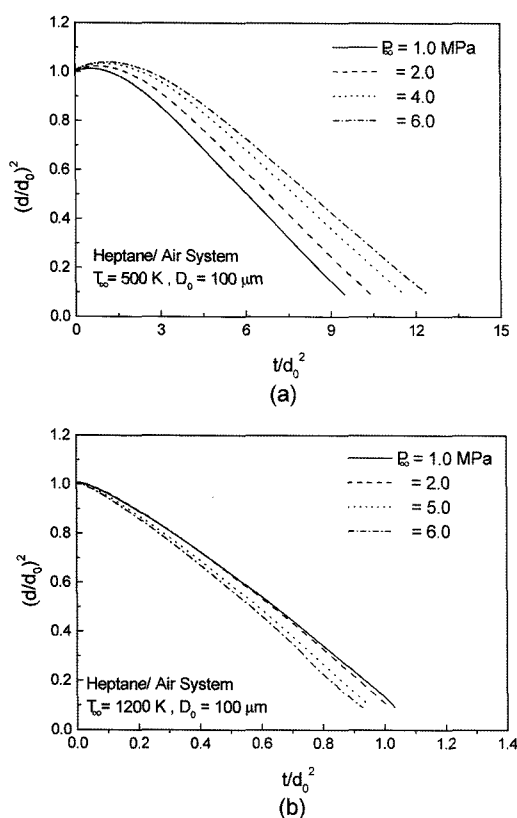 1.2
1.0
0.8
0.6
0.4
0.2
0.0
(d/d₀)²
P∞ = 1.0 MPa
= 2.0
= 4.0
= 6.0
Heptane/ Air System
T∞= 500 K , D₀ = 100 μm
0 3 6 9 12 15
t/d₀²
(a)
1.2
1.0
0.8
0.6
0.4
0.2
0.0
(d/d₀)²
P∞ = 1.0 MPa
= 2.0
= 5.0
= 6.0
Heptane/ Air System
T∞= 1200 K , D₀ = 100 μm
0.0 0.2 0.4 0.6 0.8 1.0 1.2 1.4
t/d₀²
(b)